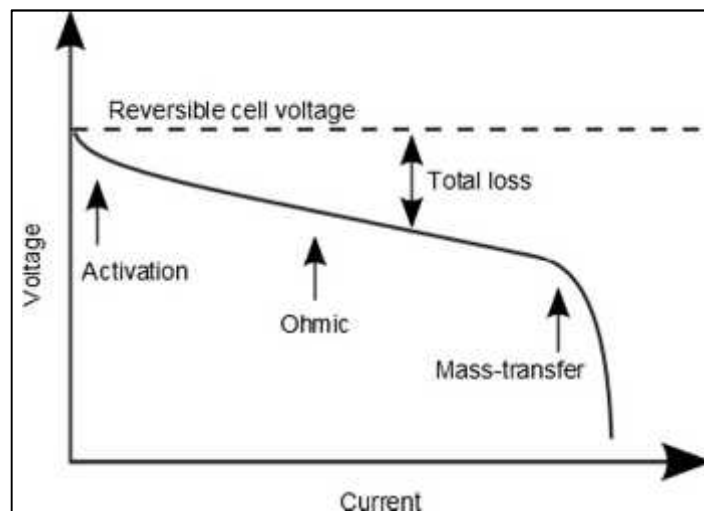 Reversible cell voltage
Total loss
Activation
Ohmic
Mass-transfer
Voltage
Current